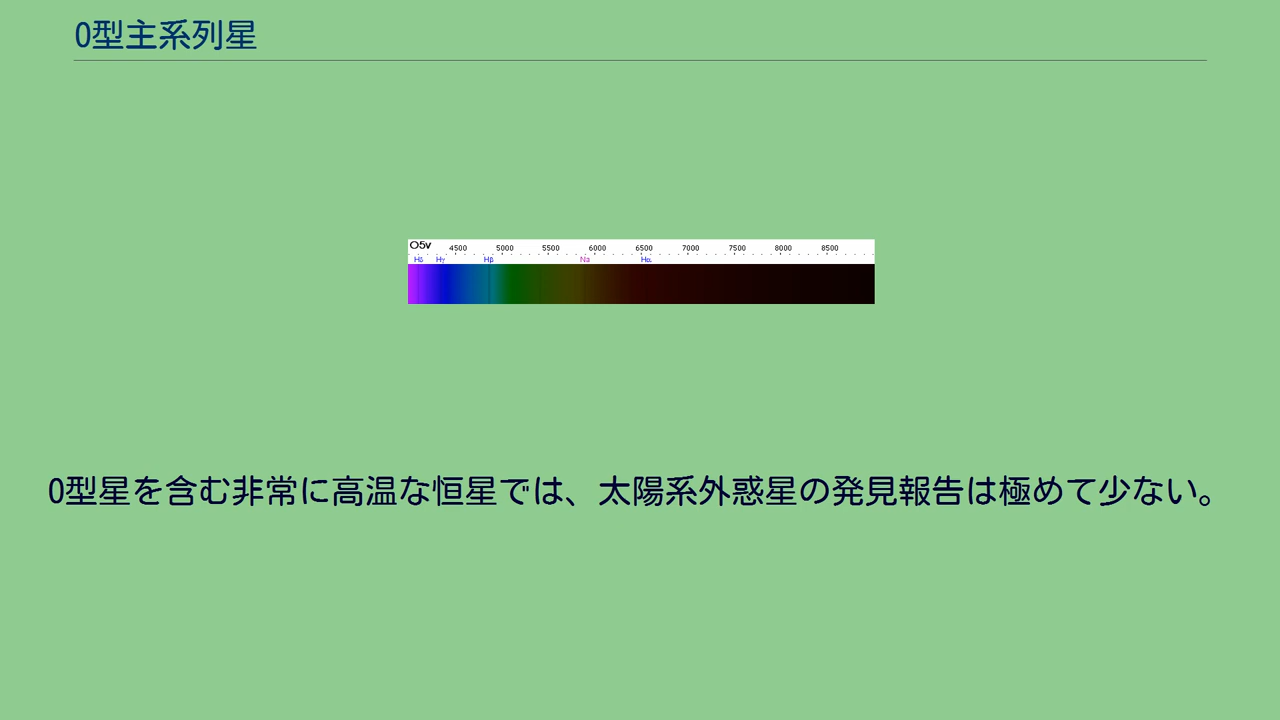 O型主系列星
O5v
4500 5000 5500 6000 6500 7000 7500 8000 8500
Hδ Hγ Hβ Na Hα
O型星を含む非常に高温な恒星では、太陽系外惑星の発見報告は極めて少ない。